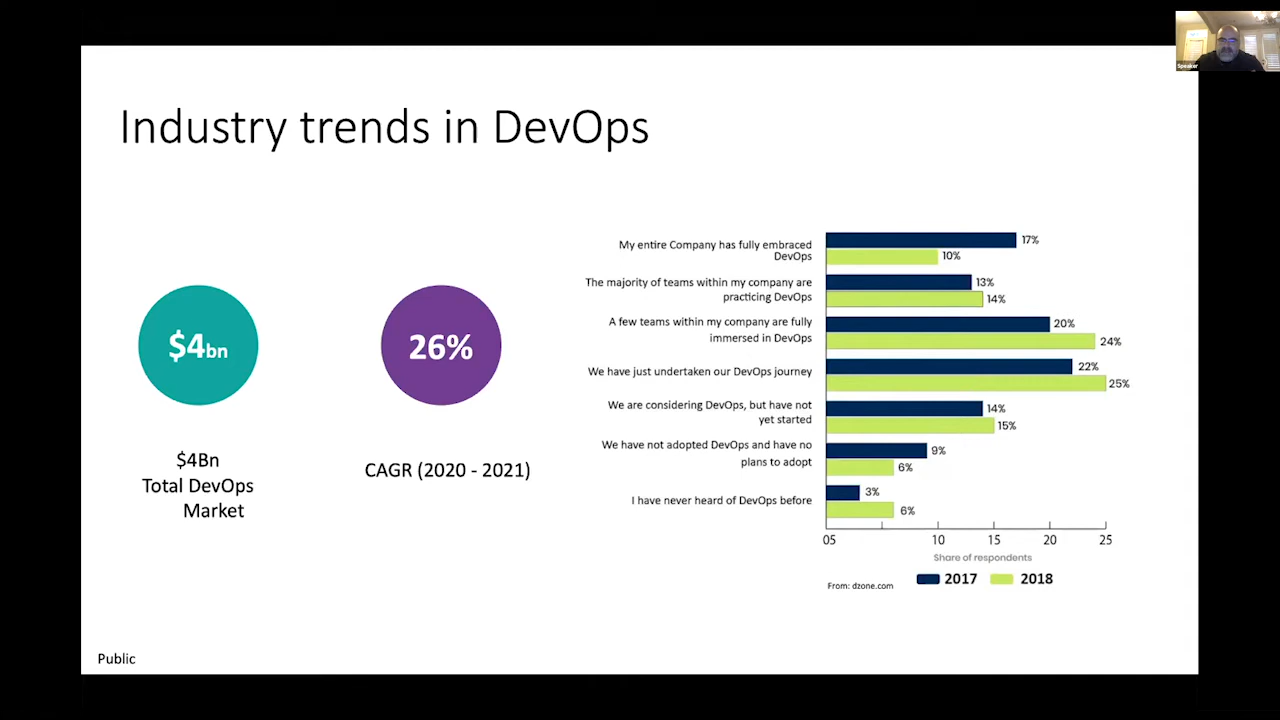 Speaker
Industry trends in DevOps
$4bn
$4Bn
Total DevOps
Market
26%
CAGR (2020 - 2021)
My entire Company has fully embraced
DevOps
17%
10%
The majority of teams within my company are
practicing DevOps
13%
14%
A few teams within my company are fully
immersed in DevOps
20%
24%
We have just undertaken our DevOps journey
22%
25%
We are considering DevOps, but have not
yet started
14%
15%
We have not adopted DevOps and have no
plans to adopt
9%
6%
I have never heard of DevOps before
3%
6%
05 10 15 20 25
Share of respondents
2017 2018
From: dzone.com
Public